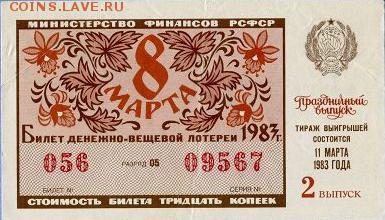 COINS.ЛАVE.RU
МИНИСТЕРСТВО ФИНАНСОВ РСФСР
8
МАРТА
БИЛЕТ ДЕНЕЖНО-ВЕЩЕВОЙ ЛОТЕРЕИ 1983г.
056 РАЗРЯД 05 09567
БИЛЕТ № СЕРИЯ №
СТОИМОСТЬ БИЛЕТА ТРИДЦАТЬ КОПЕЕК
Праздничный
выпуск
ТИРАЖ ВЫИГРЫШЕЙ
СОСТОИТСЯ
11 МАРТА
1983 ГОДА
2 ВЫПУСК